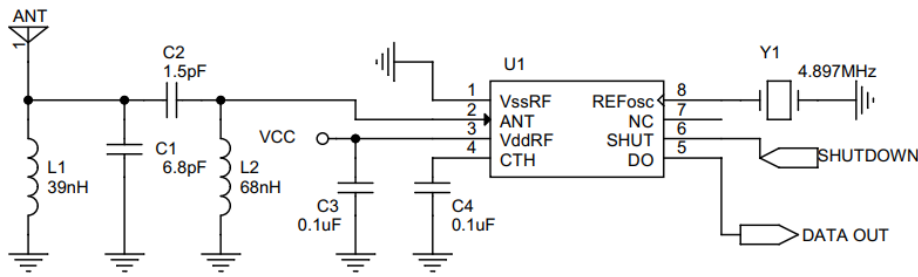 ANT
1
C2
1.5pF
L1
39nH
C1
6.8pF
L2
68nH
VCC
C3
0.1uF
C4
0.1uF
U1
1
2
3
4
VssRF
ANT
VddRF
CTH
REFosc
NC
SHUT
DO
8
7
6
5
Y1
4.897MHz
SHUTDOWN
DATA OUT